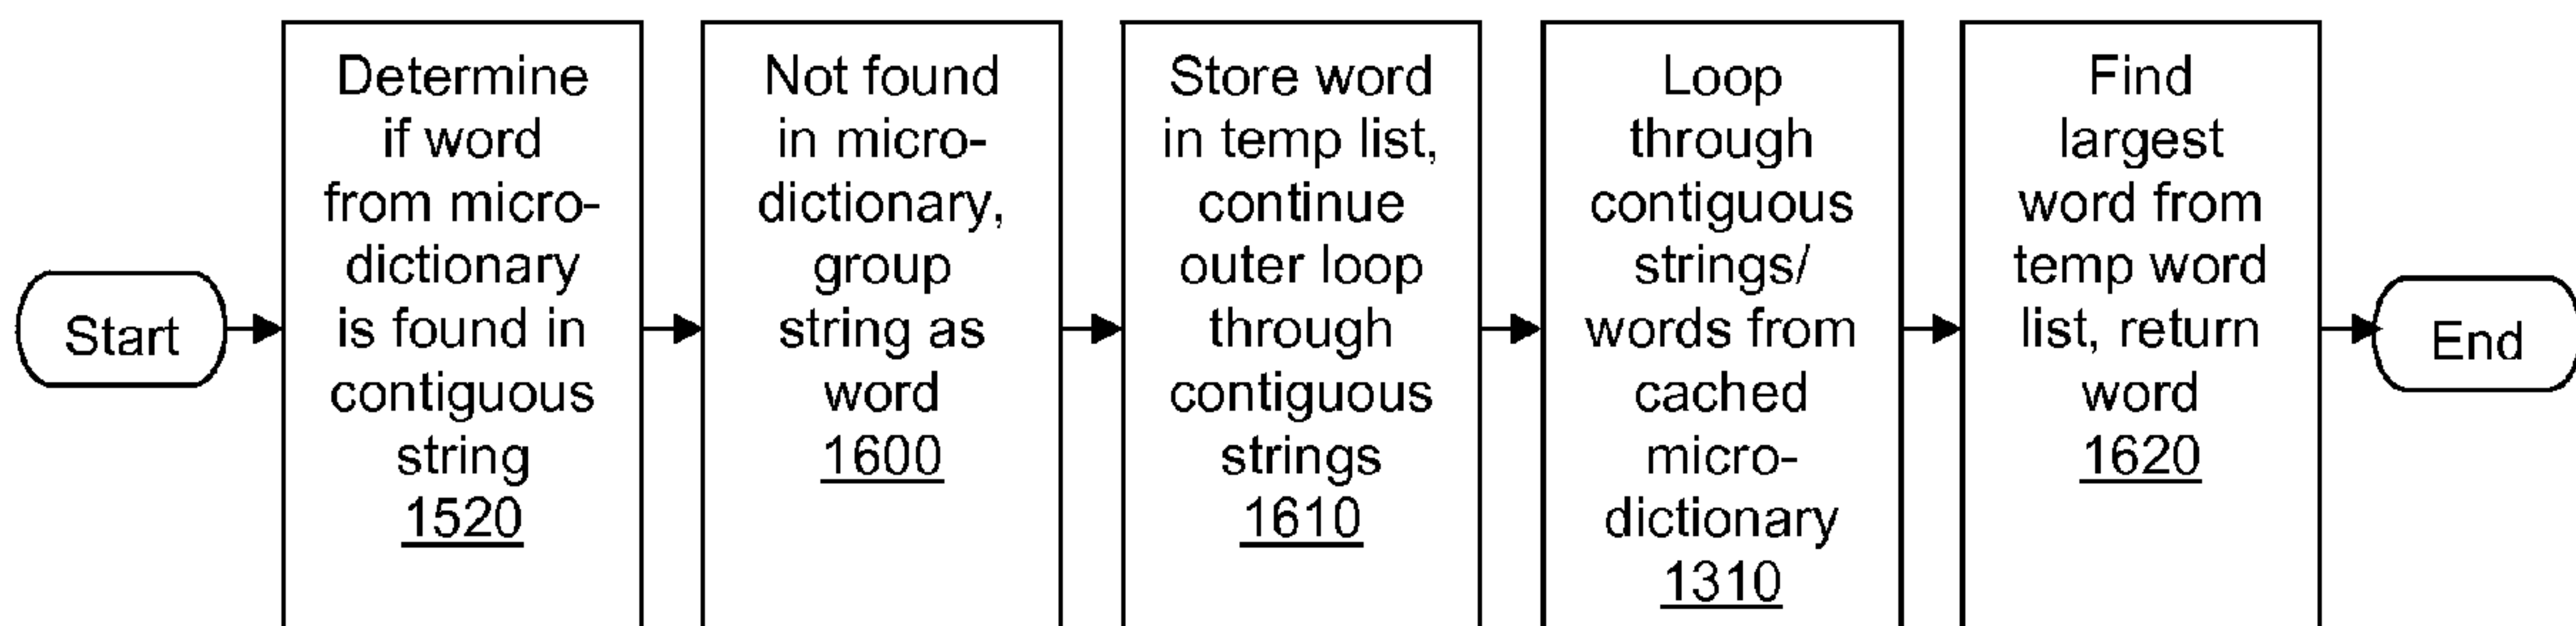 Start
Determine
if word
from micro-
dictionary
is found in
contiguous
string
1520
Not found
in micro-
dictionary,
group
string as
word
1600
Store word
in temp list,
continue
outer loop
through
contiguous
strings
1610
Loop
through
contiguous
strings/
words from
cached
micro-
dictionary
1310
Find
largest
word from
temp word
list, return
word
1620
End